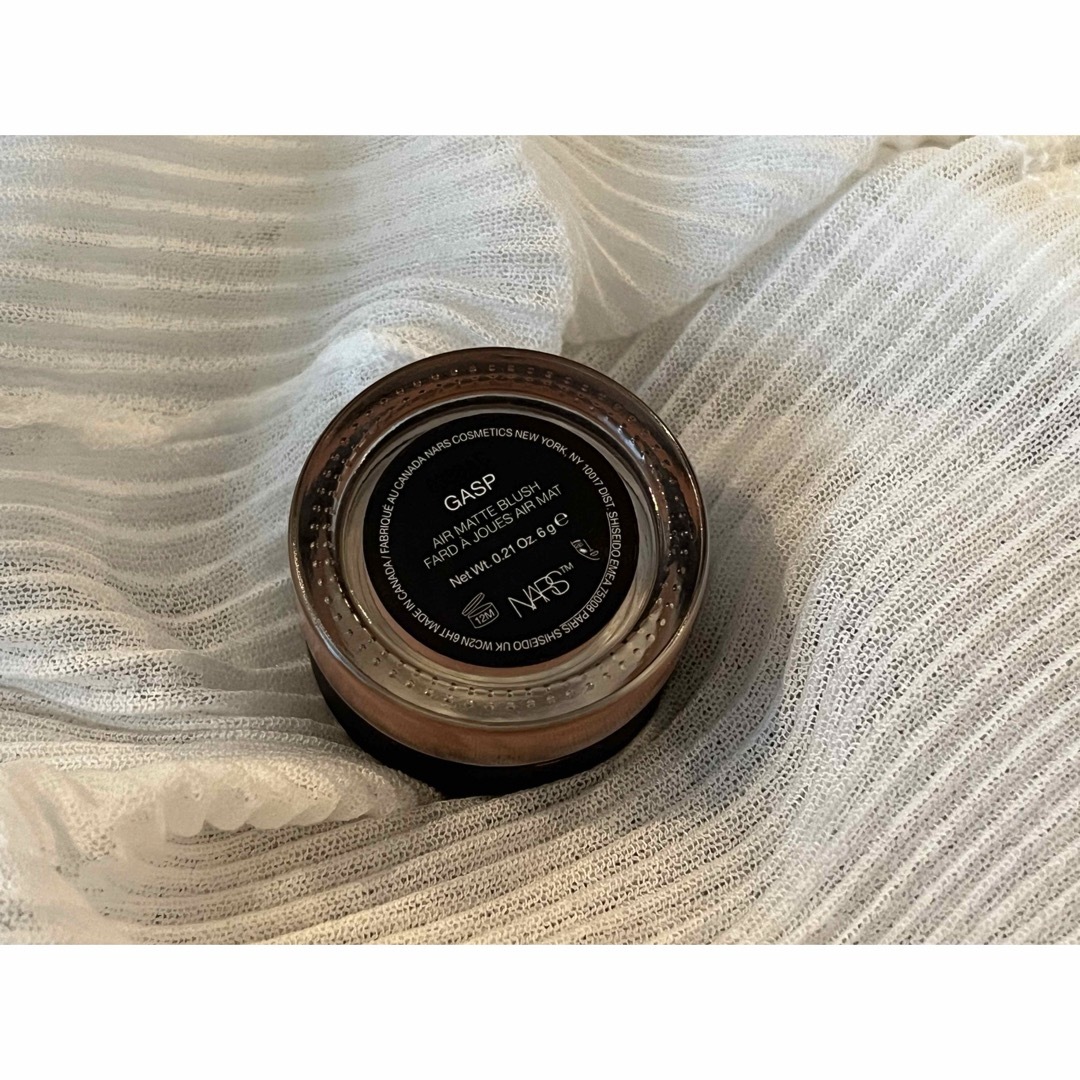 GASP
AIR MATTE BLUSH
FARD À JOUES AIR MAT
Net Wt. 0.21 Oz. 6 g e
12M
NARS™
MADE IN CANADA / FABRIQUÉ AU CANADA NARS COSMETICS NEW YORK, NY 10017 DIST. SHISEIDO EMEA 75008 PARIS SHISEIDO UK WC2N 6HT